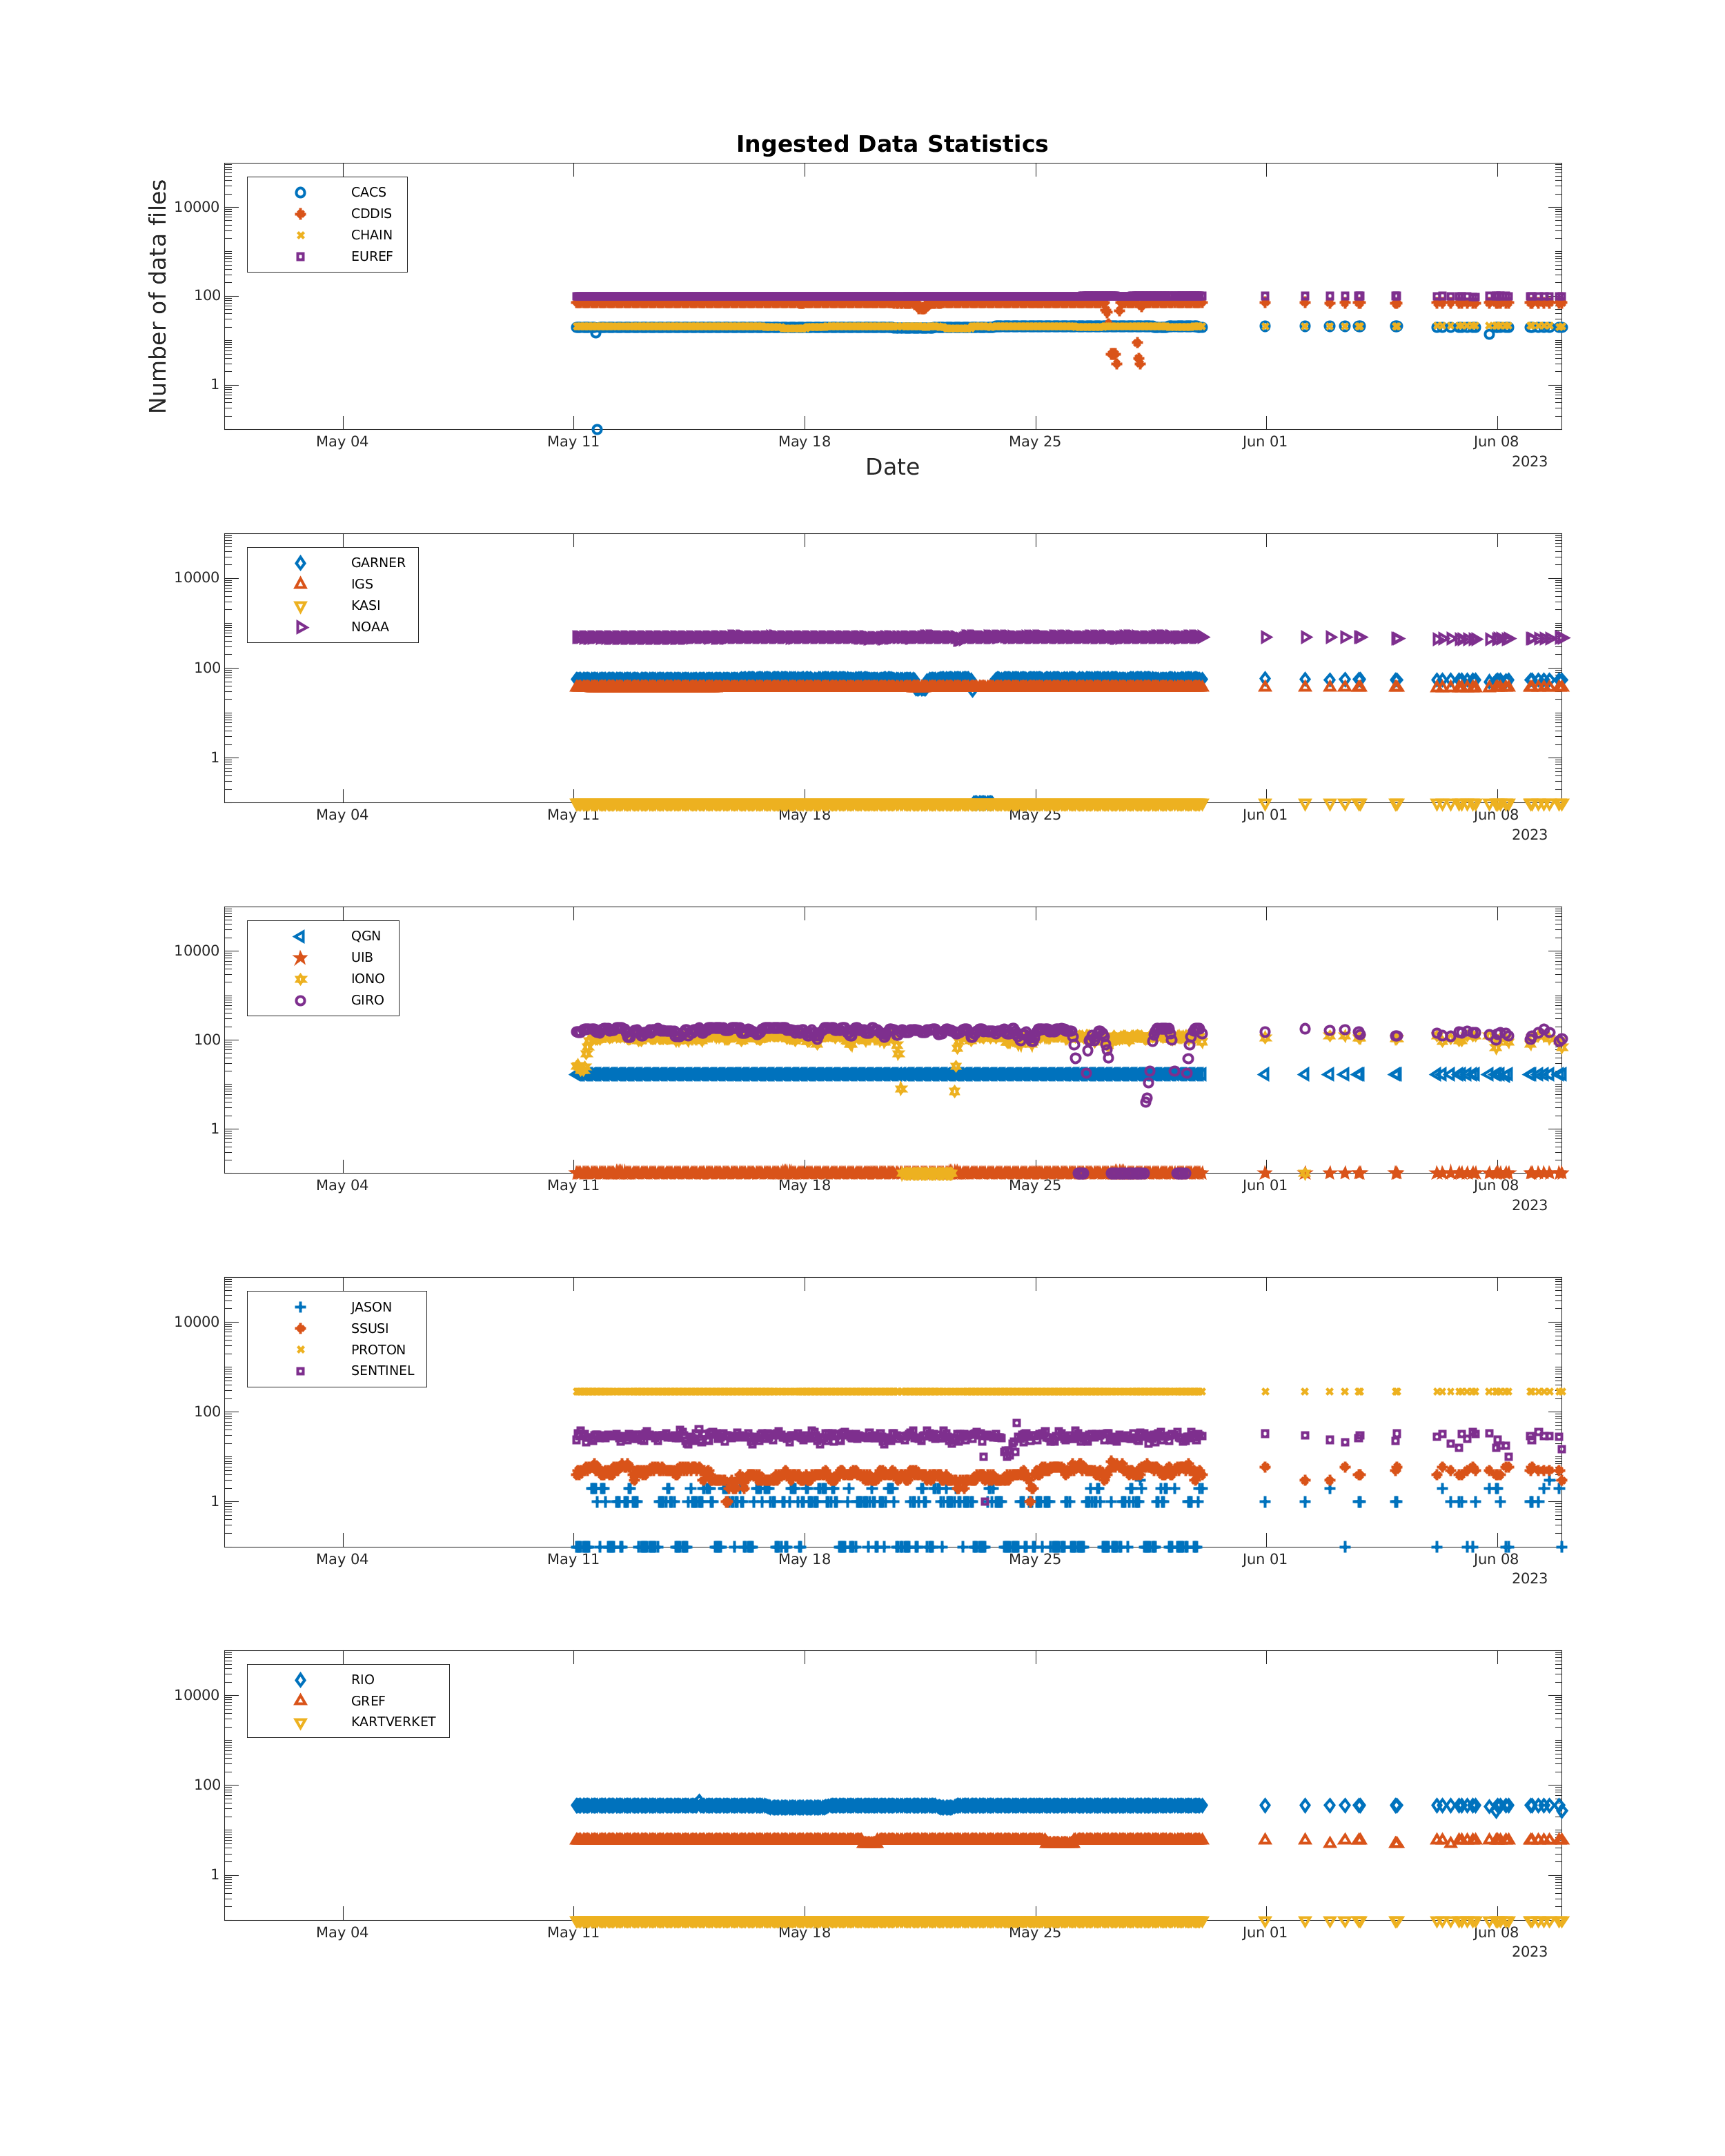 Ingested Data Statistics
Number of data files
CACS
CDDIS
CHAIN
EUREF
10000
100
1
May 04 May 11 May 18 May 25 Jun 01 Jun 08
2023
Date
GARNER
IGS
KASI
NOAA
10000
100
1
May 04 May 11 May 18 May 25 Jun 01 Jun 08
2023
QGN
UIB
IONO
GIRO
10000
100
1
May 04 May 11 May 18 May 25 Jun 01 Jun 08
2023
JASON
SSUSI
PROTON
SENTINEL
10000
100
1
May 04 May 11 May 18 May 25 Jun 01 Jun 08
2023
RIO
GREF
KARTVERKET
10000
100
1
May 04 May 11 May 18 May 25 Jun 01 Jun 08
2023